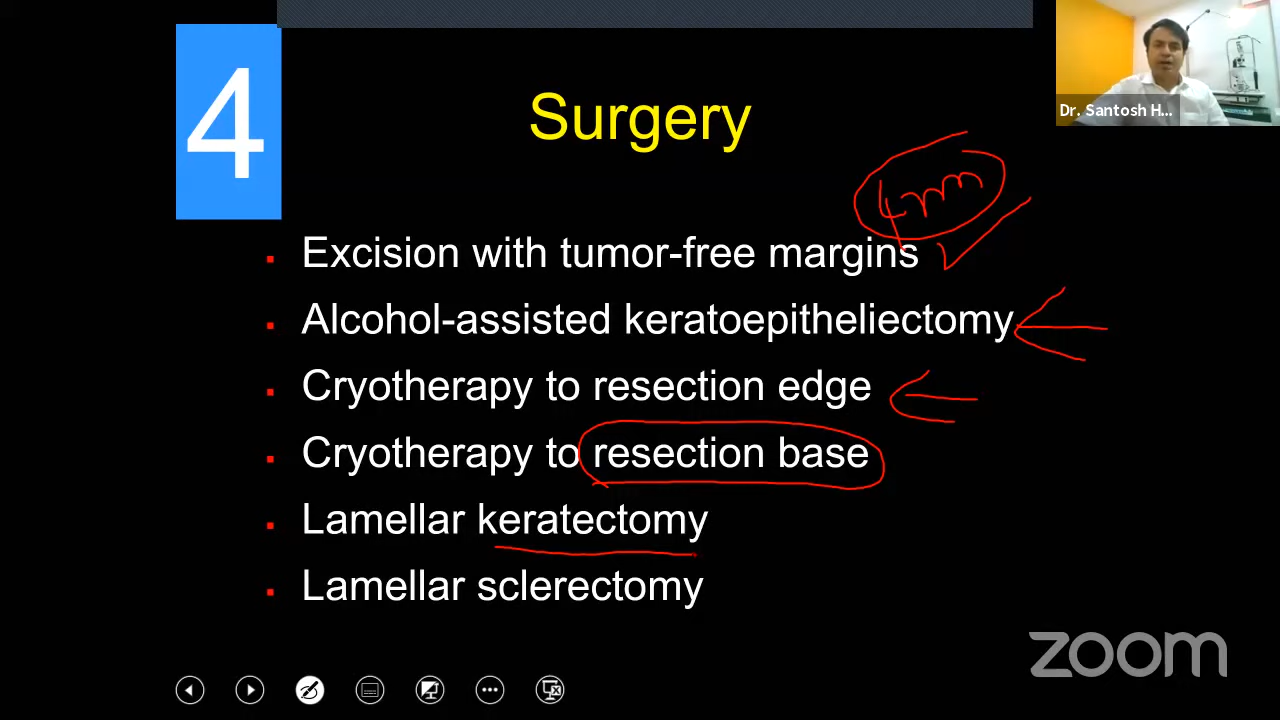 4
Surgery
Dr. Santosh H...
4mm
Excision with tumor-free margins
Alcohol-assisted keratoepitheliectomy
Cryotherapy to resection edge
Cryotherapy to resection base
Lamellar keratectomy
Lamellar sclerectomy
zoom